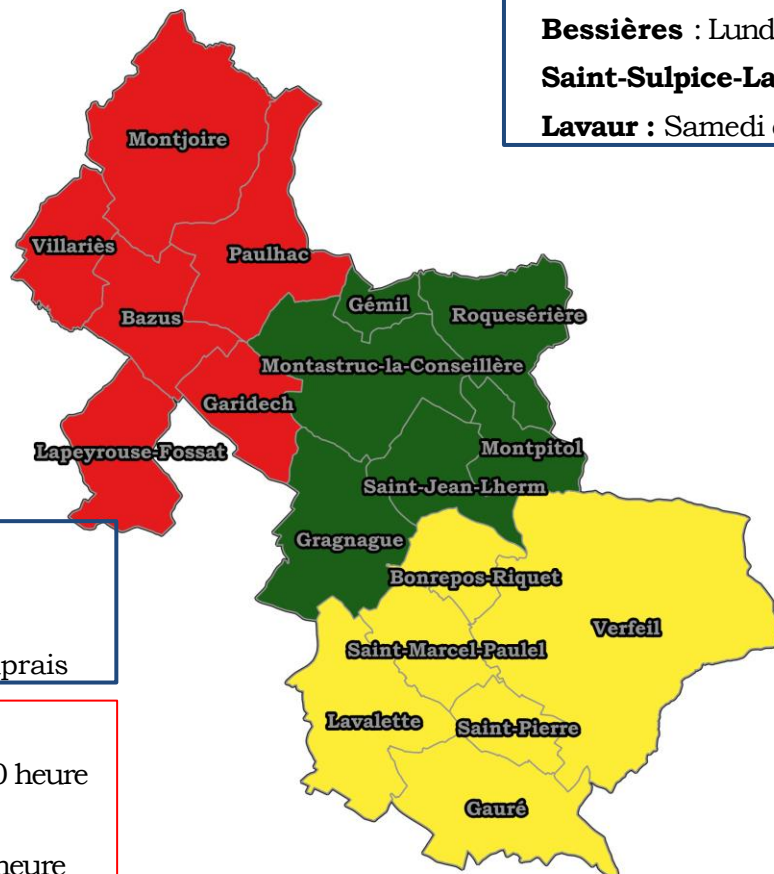 Bessières : Lund
Saint-Sulpice-La
Lavaur : Samedi
Montjoire
Villariès
Paulhac
Bazus
Gémil
Roquesérière
Montastruc-la-Conseillère
Garidech
Lapeyrouse-Fossat
Montpitol
Saint-Jean-Lherm
Gragnague
Bonrepos-Riquet
Verfeil
Saint-Marcel-Paulel
prais
Lavalette
Saint-Pierre
0 heure
Gauré
heure